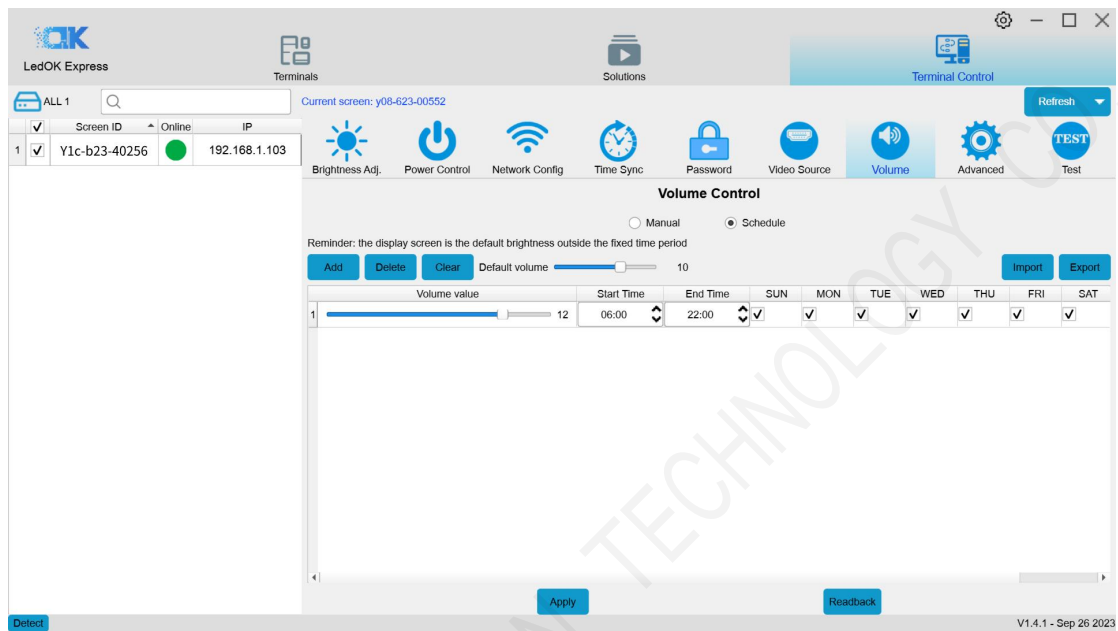 LedOK Express
Terminals
Solutions
Terminal Control
ALL 1
Current screen: y08-623-00552
Refresh
Screen ID Online IP
1 Y1c-b23-40256 192.168.1.103
Brightness Adj. Power Control Network Config Time Sync Password Video Source Volume Advanced Test
TEST
Volume Control
Manual Schedule
Reminder: the display screen is the default brightness outside the fixed time period
Add Delete Clear Default volume 10 Import Export
Volume value Start Time End Time SUN MON TUE WED THU FRI SAT
1 12 06:00 22:00
Apply Readback
Detect V1.4.1 - Sep 26 2023
TECHNOLOGY CO